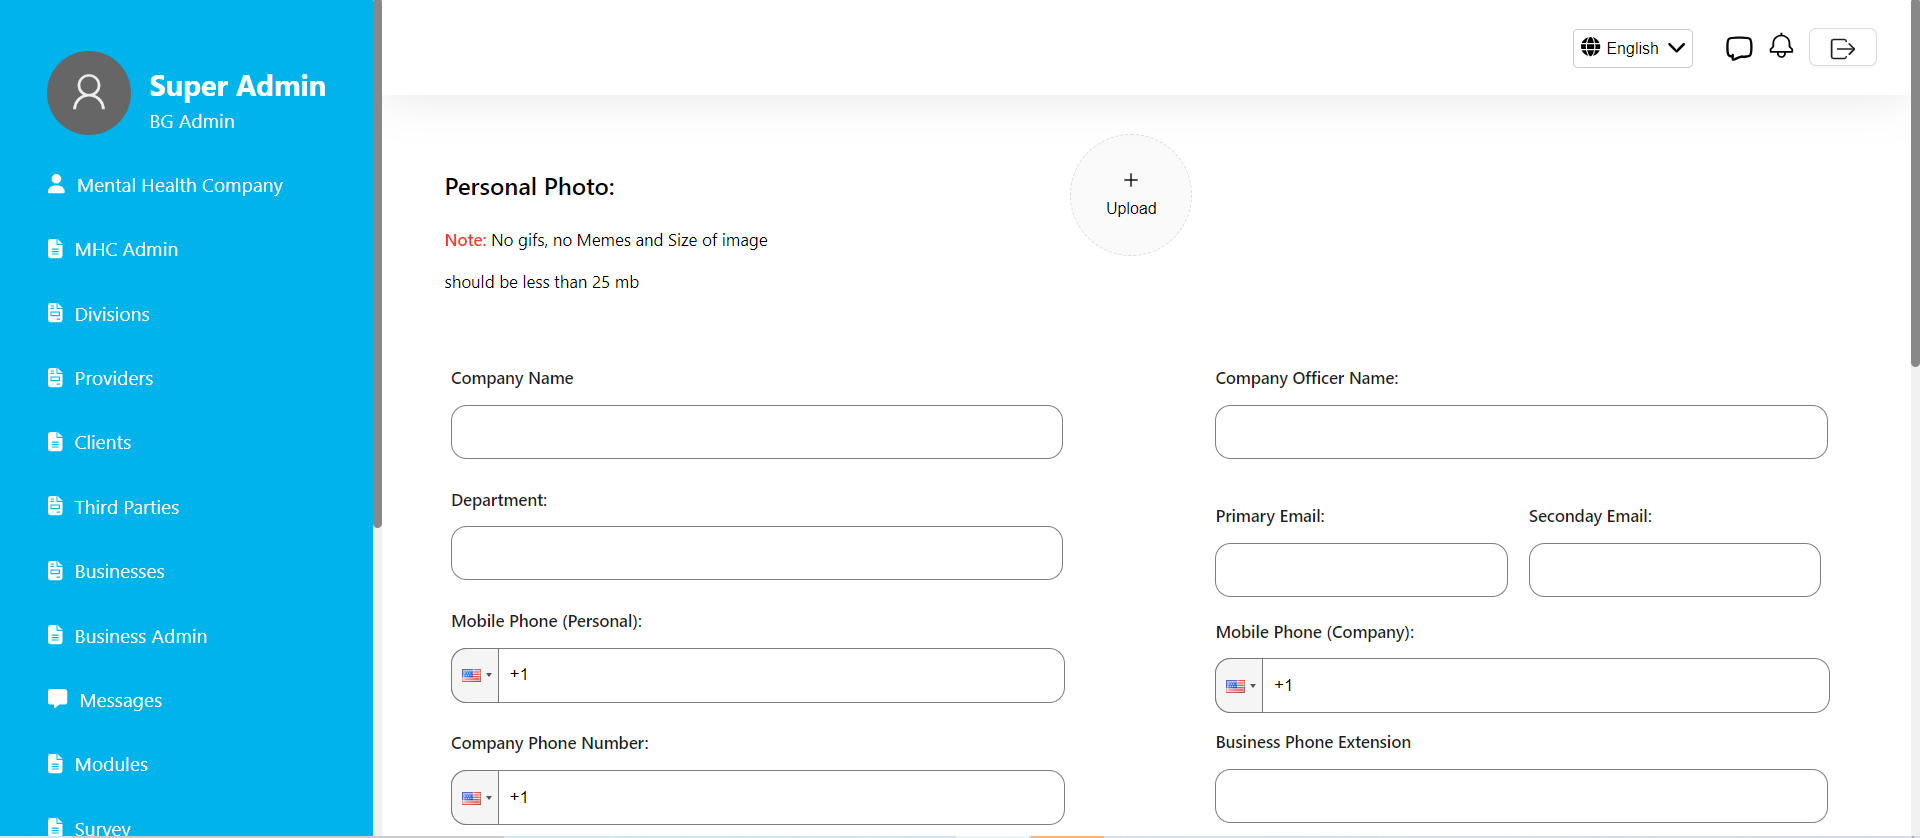 Super Admin
BG Admin
Mental Health Company
MHC Admin
Divisions
Providers
Clients
Third Parties
Businesses
Business Admin
Messages
Modules
Survey
English
Personal Photo:
Note: No gifs, no Memes and Size of image
should be less than 25 mb
+
Upload
Company Name
Company Officer Name:
Department:
Primary Email:
Seconday Email:
Mobile Phone (Personal):
+1
Mobile Phone (Company):
+1
Company Phone Number:
+1
Business Phone Extension